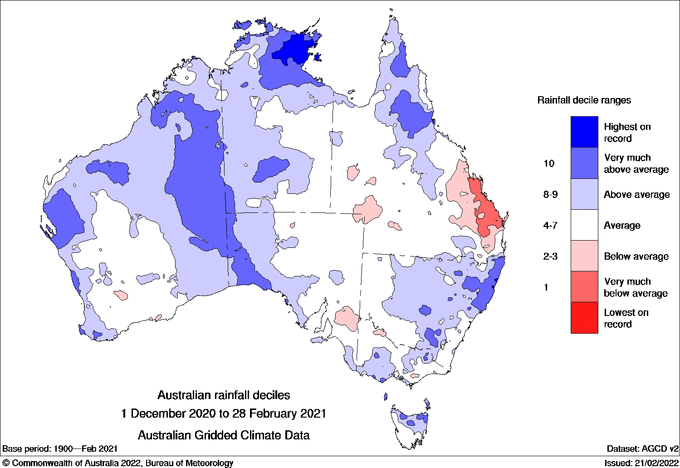 Rainfall decile ranges
Highest on
record
10
Very much
above average
8-9
Above average
4-7
Average
2-3
Below average
1
Very much
below average
Lowest on
record
Australian rainfall deciles
1 December 2020 to 28 February 2021
Australian Gridded Climate Data
Base period: 1900—Feb 2021
Dataset: AGCD v2
© Commonwealth of Australia 2022, Bureau of Meteorology
Issued: 21/02/2022